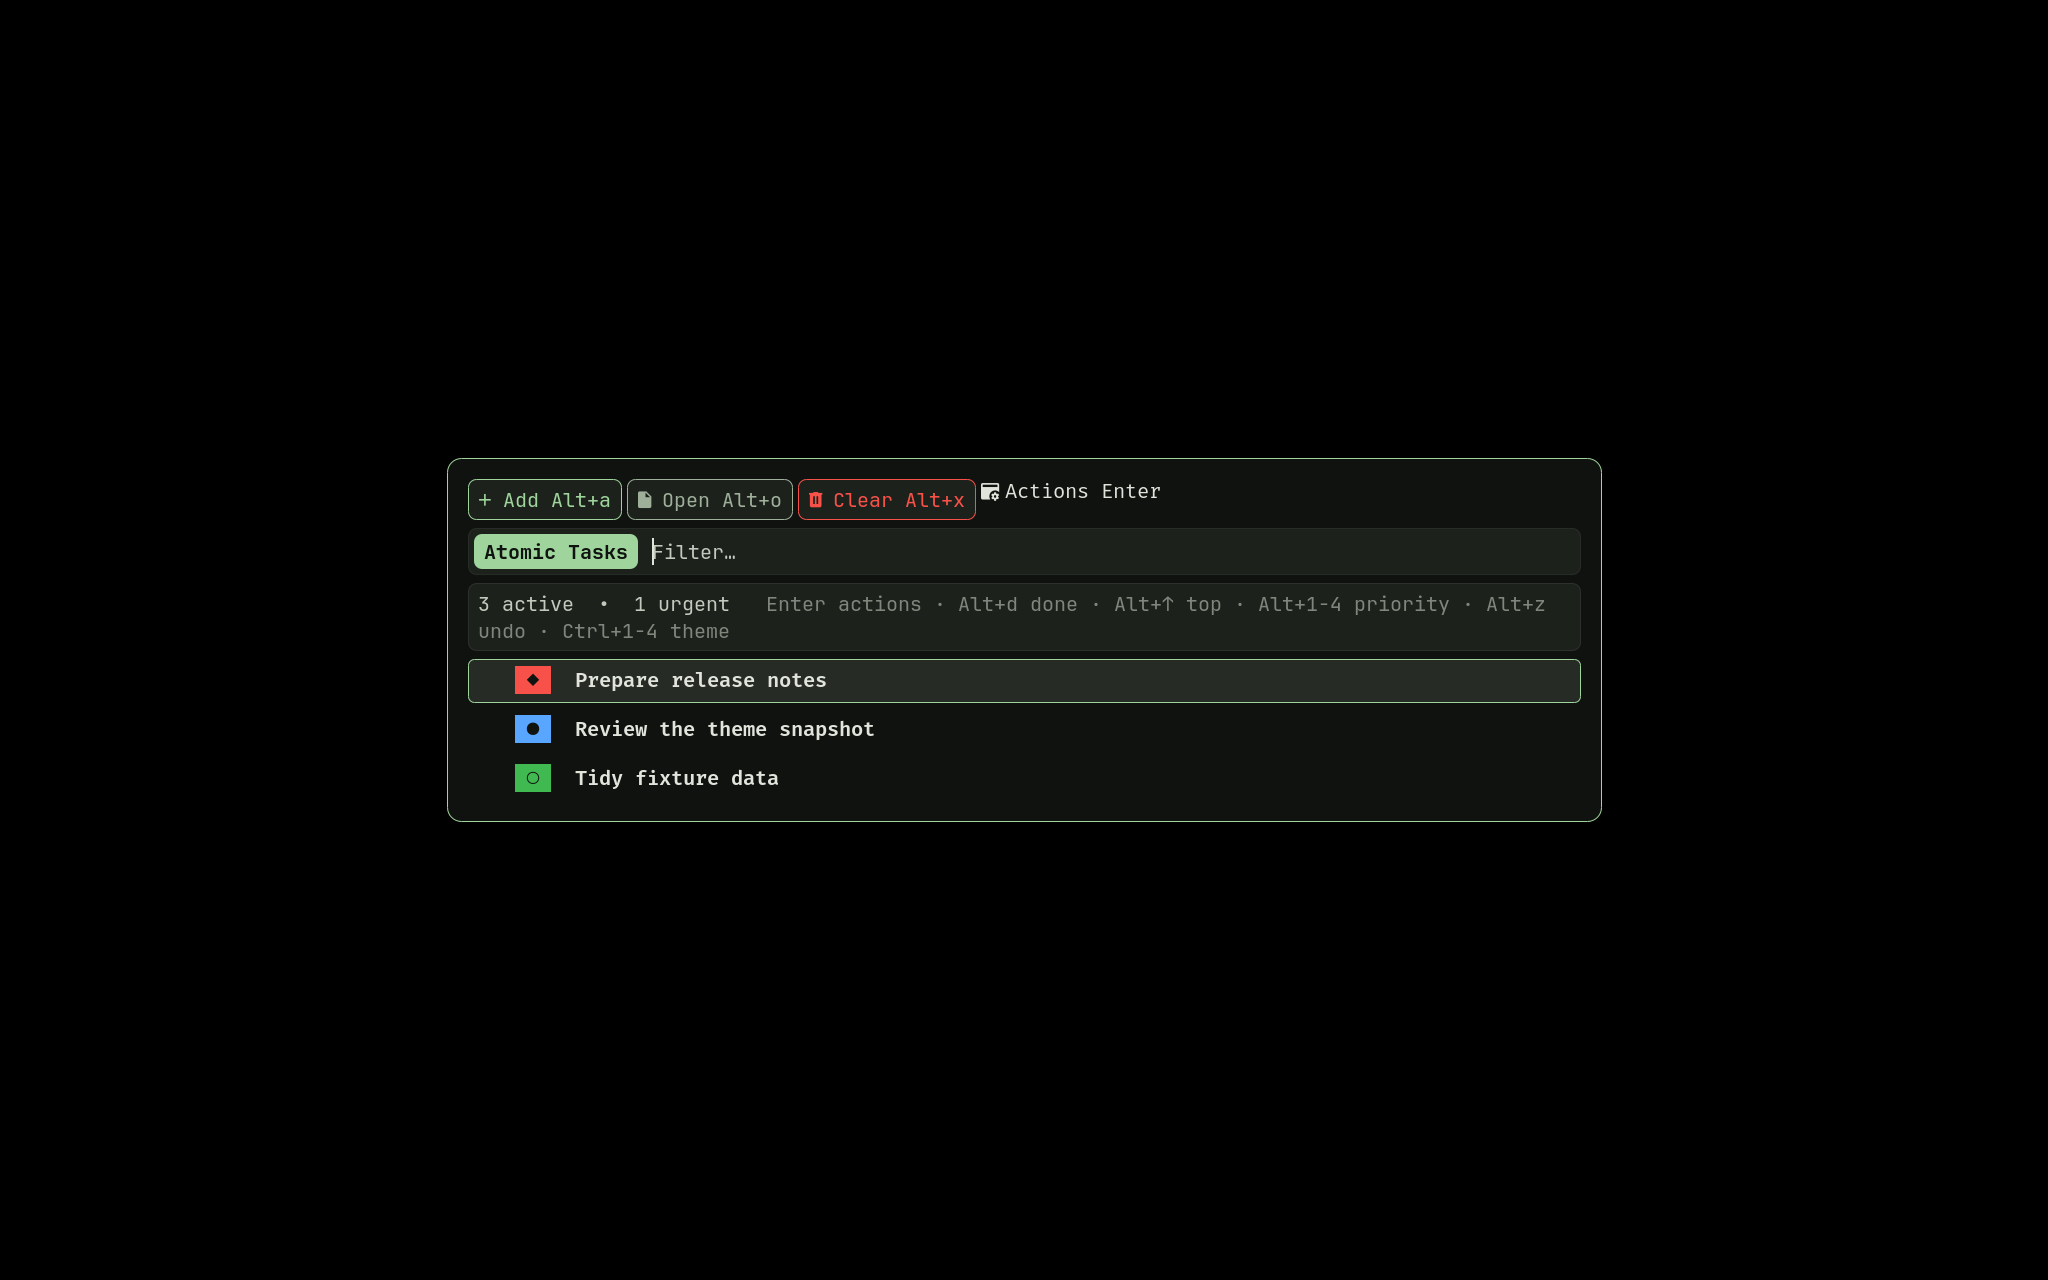 + Add Alt+a Open Alt+o Clear Alt+x Actions Enter
Atomic Tasks Filter…
3 active • 1 urgent Enter actions · Alt+d done · Alt+↑ top · Alt+1-4 priority · Alt+z
undo · Ctrl+1-4 theme
Prepare release notes
Review the theme snapshot
Tidy fixture data